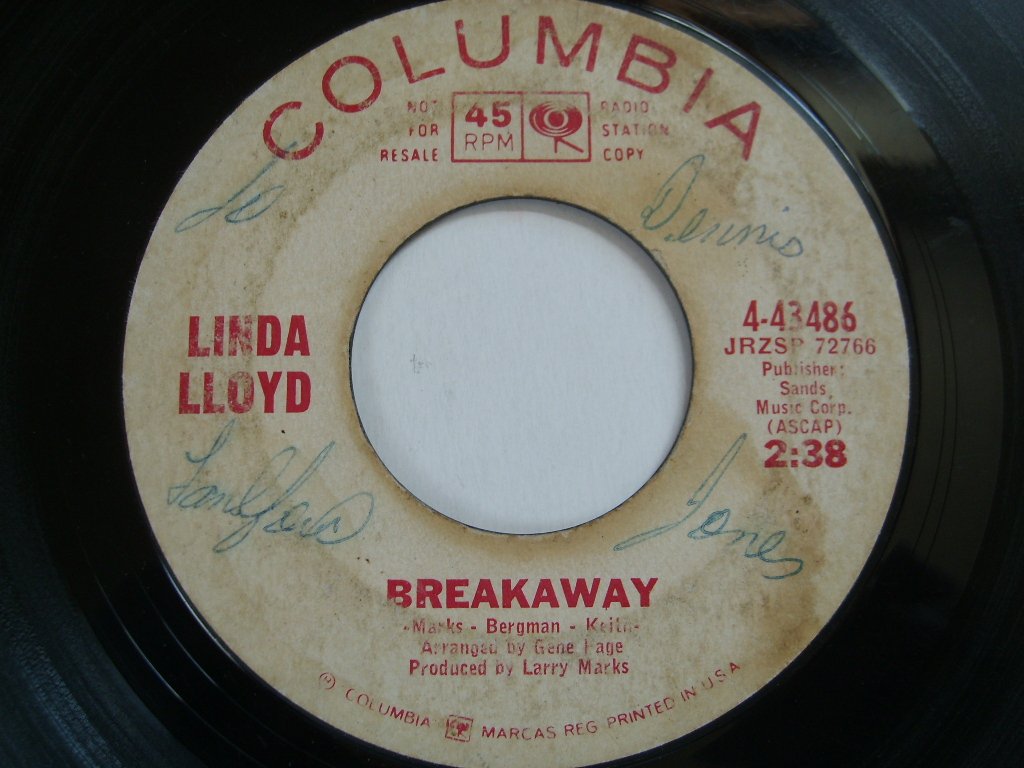 COLUMBIA
NOT FOR RESALE
45 RPM
RADIO STATION COPY
Dennis
LINDA
LLOYD
4-43486
JRZSP 72766
Publisher:
Sands
Music Corp.
(ASCAP)
2:38
Jones
BREAKAWAY
-Marks - Bergman - Keith-
Arranged by Gene Page
Produced by Larry Marks
Ⓟ COLUMBIA MARCAS REG PRINTED IN U.S.A.